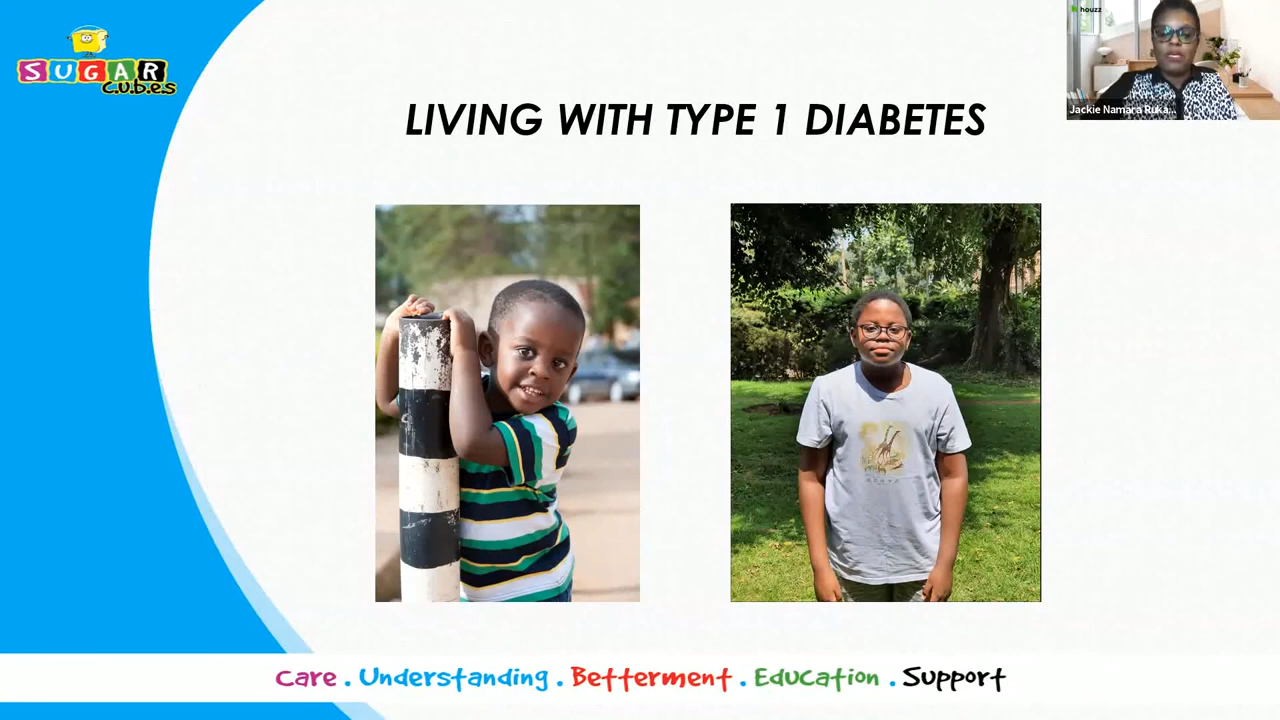 SUGAR
c.u.b.e.s
houzz
Jackie Namara Ruka...
LIVING WITH TYPE 1 DIABETES
Care . Understanding . Betterment . Education . Support